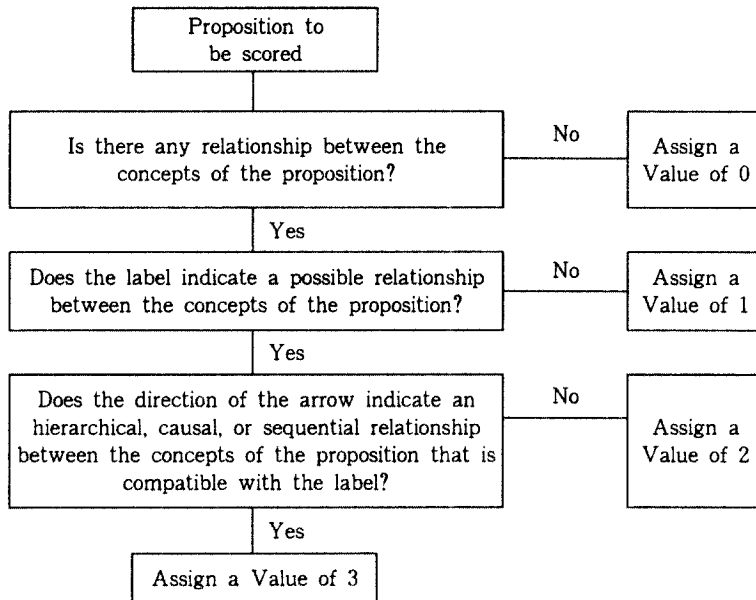 Proposition to
be scored
Is there any relationship between the
concepts of the proposition?
No
Assign a
Value of 0
Yes
Does the label indicate a possible relationship
between the concepts of the proposition?
No
Assign a
Value of 1
Yes
Does the direction of the arrow indicate an
hierarchical, causal, or sequential relationship
between the concepts of the proposition that is
compatible with the label?
No
Assign a
Value of 2
Yes
Assign a Value of 3